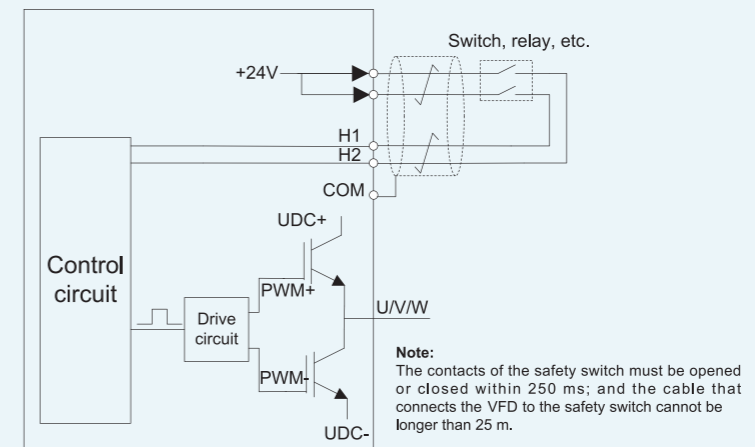 Switch, relay, etc.
+24V
H1
H2
COM
UDC+
Control
circuit
PWM+
U/V/W
Drive
circuit
PWM-
UDC-
Note:
The contacts of the safety switch must be opened
or closed within 250 ms; and the cable that
connects the VFD to the safety switch cannot be
longer than 25 m.